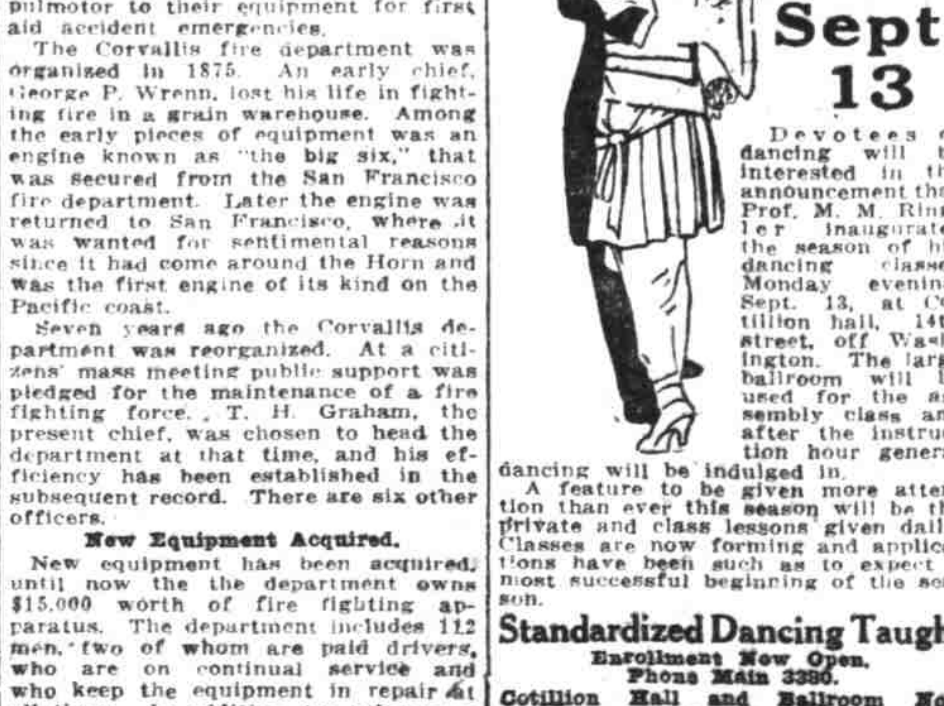 pulmotor to their equipment for first
aid accident emergencies.
The Corvallis fire department was
organized in 1875. An early chief,
George P. Wrenn, lost his life in fight-
ing fire in a grain warehouse. Among
the early pieces of equipment was an
engine known as "the big six," that
was secured from the San Francisco
fire department. Later the engine was
returned to San Francisco, where it
was wanted for sentimental reasons
since it had come around the Horn and
was the first engine of its kind on the
Pacific coast.
Seven years ago the Corvallis de-
partment was reorganized. At a citi-
zens' mass meeting public support was
pledged for the maintenance of a fire
fighting force. T. H. Graham, the
present chief, was chosen to head the
department at that time, and his ef-
ficiency has been established in the
subsequent record. There are six other
officers.
New Equipment Acquired.
New equipment has been acquired,
until now the the department owns
$15.000 worth of fire fighting ap-
paratus. The department includes 112
men, two of whom are paid drivers,
who are on continual service and
who keep the equipment in repair at
Sept.
13
Devotees
dancing will
interested in
announcement
Prof. M. M.
ler inaugurate
the season of
dancing classe
Monday evenin
Sept. 13, at
tillion hall,
street, off Wash
ington. The
ballroom will
used for the
sembly class
after the
tion hour
dancing will be indulged in.
A feature to be given more atten
tion than ever this season will be
private and class lessons given
Classes are now forming and
tions have been such as to expect
most successful beginning of the
son.
Standardized Dancing Taugh
Enrollment Now Open.
Phone Main 3380.
Cotillion Hall and Ballroom